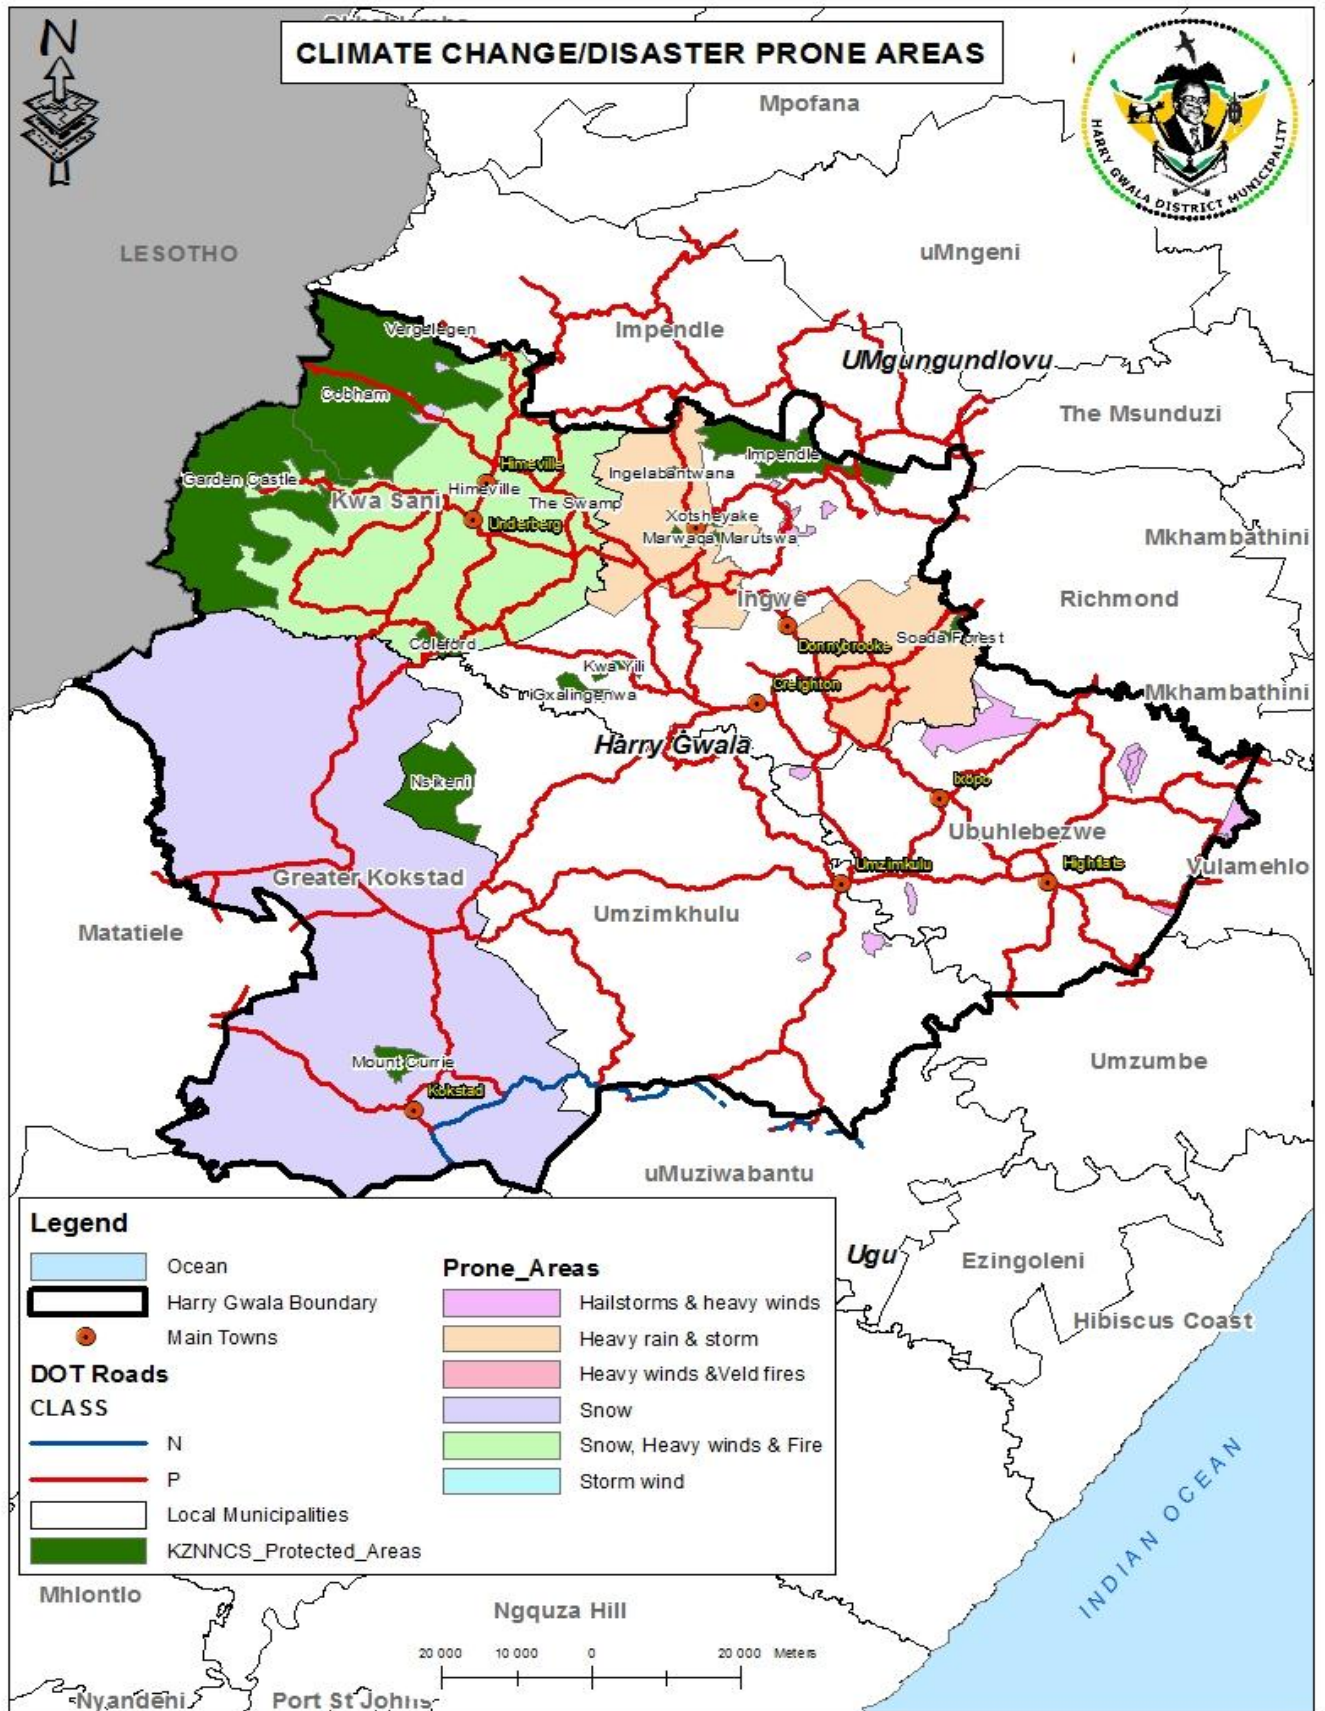 N
CLIMATE CHANGE/DISASTER PRONE AREAS
HARRY GWALA DISTRICT MUNICIPALITY
Mpofana
LESOTHO
uMngeni
Vergelegen
Impendle
UMgungundlovu
Cobham
The Msunduzi
Impendle
Himeville
Ingelabantwana
Garden Castle
Himeville
Kwa Sani
The Swamp
Xotsheyake
Underberg
Marwaqa Marutswa
Mkhambathini
Ingwe
Richmond
Donnybrooke
Soada Forest
Coleford
Kwa Yili
Creighton
iGxalingenwa
Mkhambathini
Harry Gwala
Nsikeni
Ixopo
Ubuhlebezwe
Umzimkulu
Highflats
Vulamehlo
Greater Kokstad
Umzimkhulu
Matatiele
Mount Currie
Umzumbe
Kokstad
uMuziwabantu
Ugu
Ezingoleni
Hibiscus Coast
Legend
Ocean
Harry Gwala Boundary
Main Towns
DOT Roads
CLASS
N
P
Local Municipalities
KZNNCS_Protected_Areas
Prone_Areas
Hailstorms & heavy winds
Heavy rain & storm
Heavy winds &Veld fires
Snow
Snow, Heavy winds & Fire
Storm wind
INDIAN OCEAN
Mhlontlo
Ngquza Hill
20 000 10 000 0 20 000 Meters
Nyandeni
Port St Johns